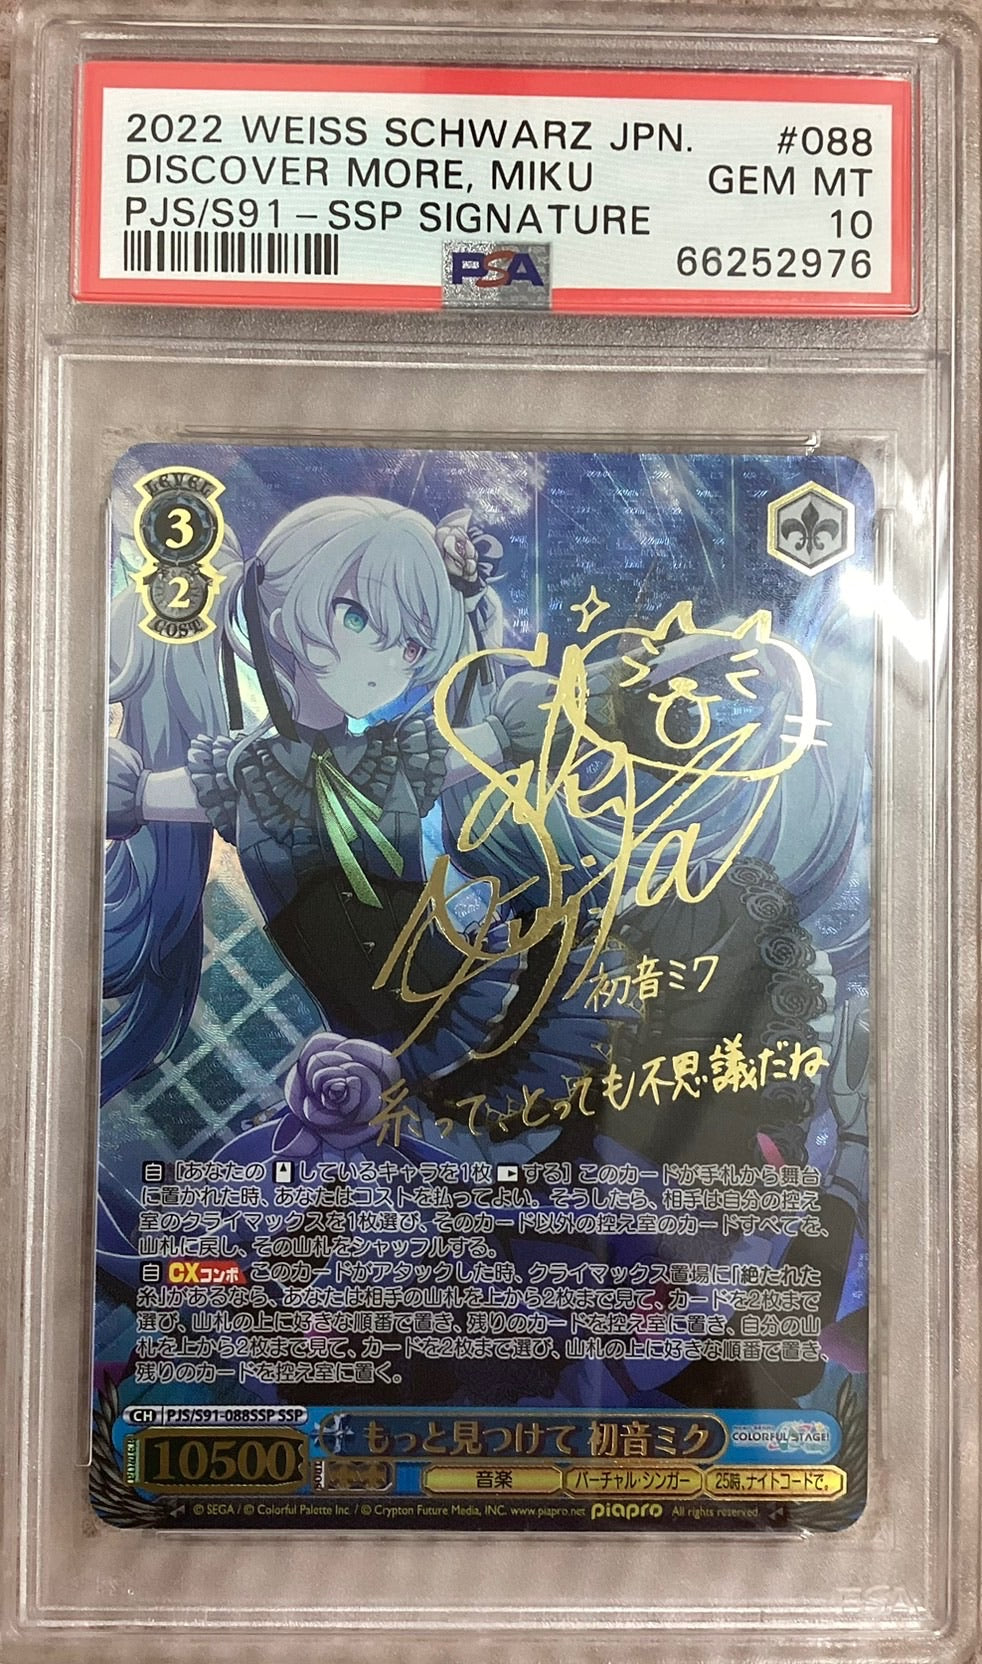 2022 WEISS SCHWARZ JPN. #088
DISCOVER MORE, MIKU GEM MT
PJS/S91-SSP SIGNATURE 10
PSA 66252976
LEVEL
3
2
COST
Saki Fujita
初音ミク
糸って、とっても不思議だね
自 [あなたの している キャラを1枚 する] このカードが手札から舞台
に置かれた時、あなたはコストを払ってよい。そうしたら、相手は自分の控え
室のクライマックスを1枚選び、そのカード以外の控え室のカードすべてを、
山札に戻し、その山札をシャッフルする。
自 CXコンボ このカードがアタックした時、クライマックス置場に「絶たれた
糸」があるなら、あなたは相手の山札を上から2枚まで見て、カードを2枚まで
選び、山札の上に好きな順番で置き、残りのカードを控え室に置き、自分の山
札を上から2枚まで見て、カードを2枚まで選び、山札の上に好きな順番で置き、
残りのカードを控え室に置く。
CH PJS/S91-088SSP SSP
10500 もっと見つけて 初音ミク COLORFUL STAGE!
音楽 バーチャル・シンガー 25時、ナイトコードで。
© SEGA / © Colorful Palette Inc. / © Crypton Future Media, INC. www.piapro.net piapro All rights reserved.
PSA